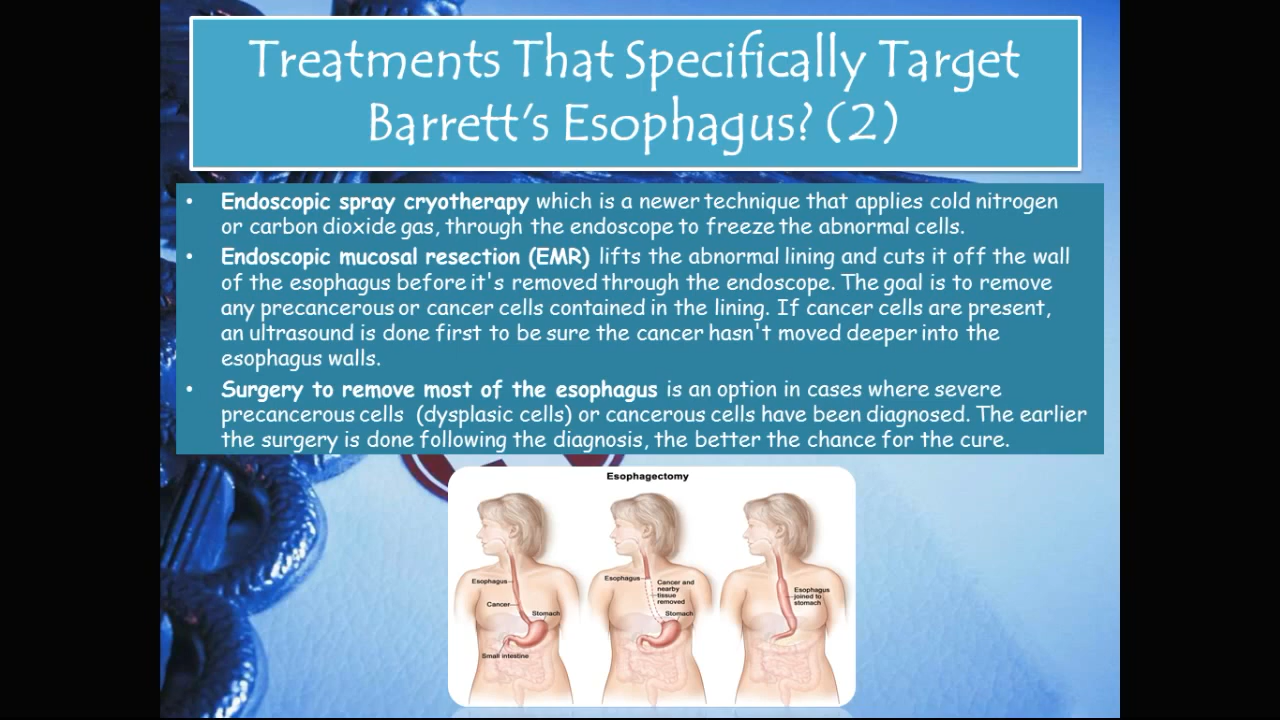 Treatments That Specifically Target
Barrett's Esophagus? (2)
• Endoscopic spray cryotherapy which is a newer technique that applies cold nitrogen
or carbon dioxide gas, through the endoscope to freeze the abnormal cells.
• Endoscopic mucosal resection (EMR) lifts the abnormal lining and cuts it off the wall
of the esophagus before it's removed through the endoscope. The goal is to remove
any precancerous or cancer cells contained in the lining. If cancer cells are present,
an ultrasound is done first to be sure the cancer hasn't moved deeper into the
esophagus walls.
• Surgery to remove most of the esophagus is an option in cases where severe
precancerous cells (dysplasic cells) or cancerous cells have been diagnosed. The earlier
the surgery is done following the diagnosis, the better the chance for the cure.
Esophagectomy
Esophagus
Cancer
Stomach
Small intestine
Esophagus
Cancer and
nearby
tissue
removed
Stomach
Esophagus
joined to
stomach